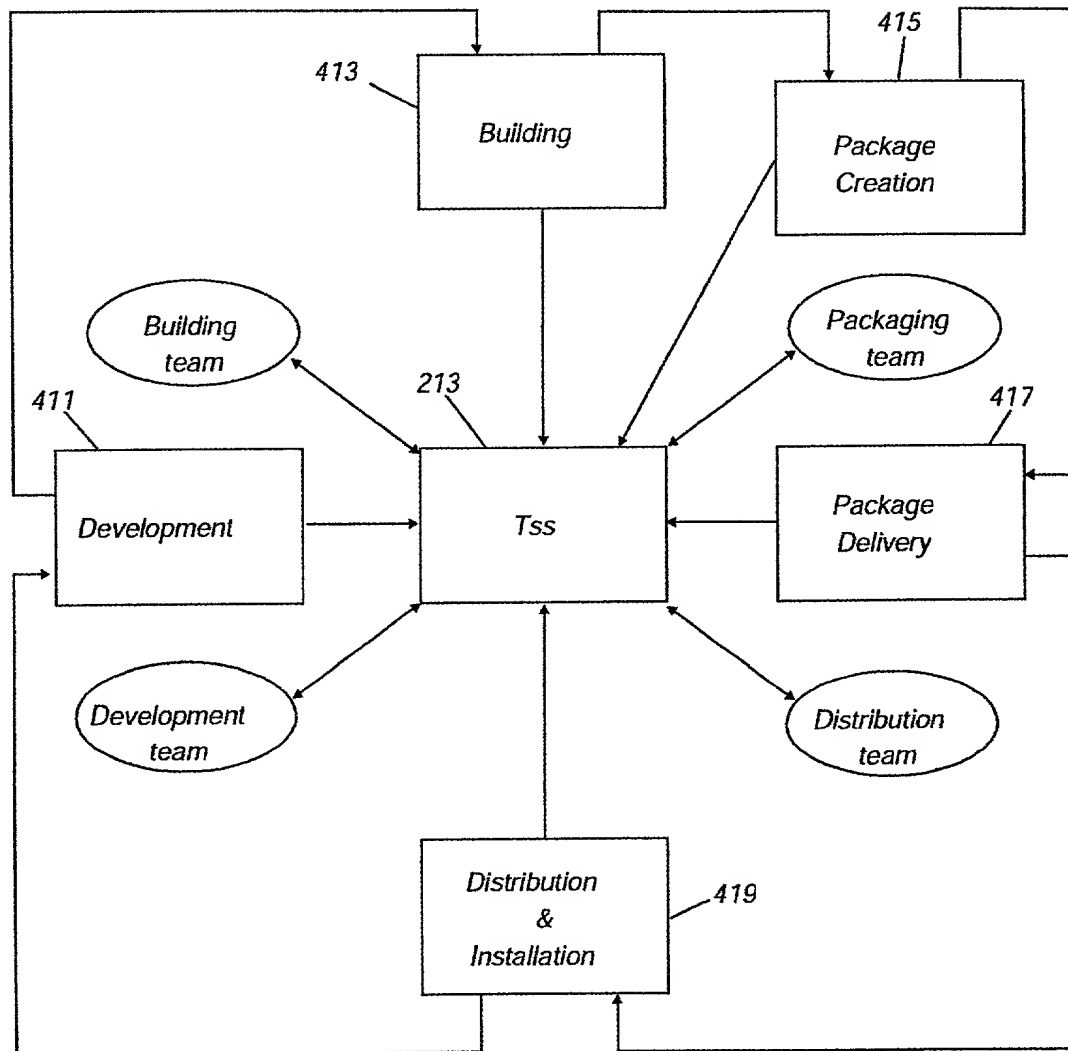 415
413
Building
Package
Creation
Building
team
Packaging
team
411
213
417
Development
Tss
Package
Delivery
Development
team
Distribution
team
Distribution
&
Installation
419